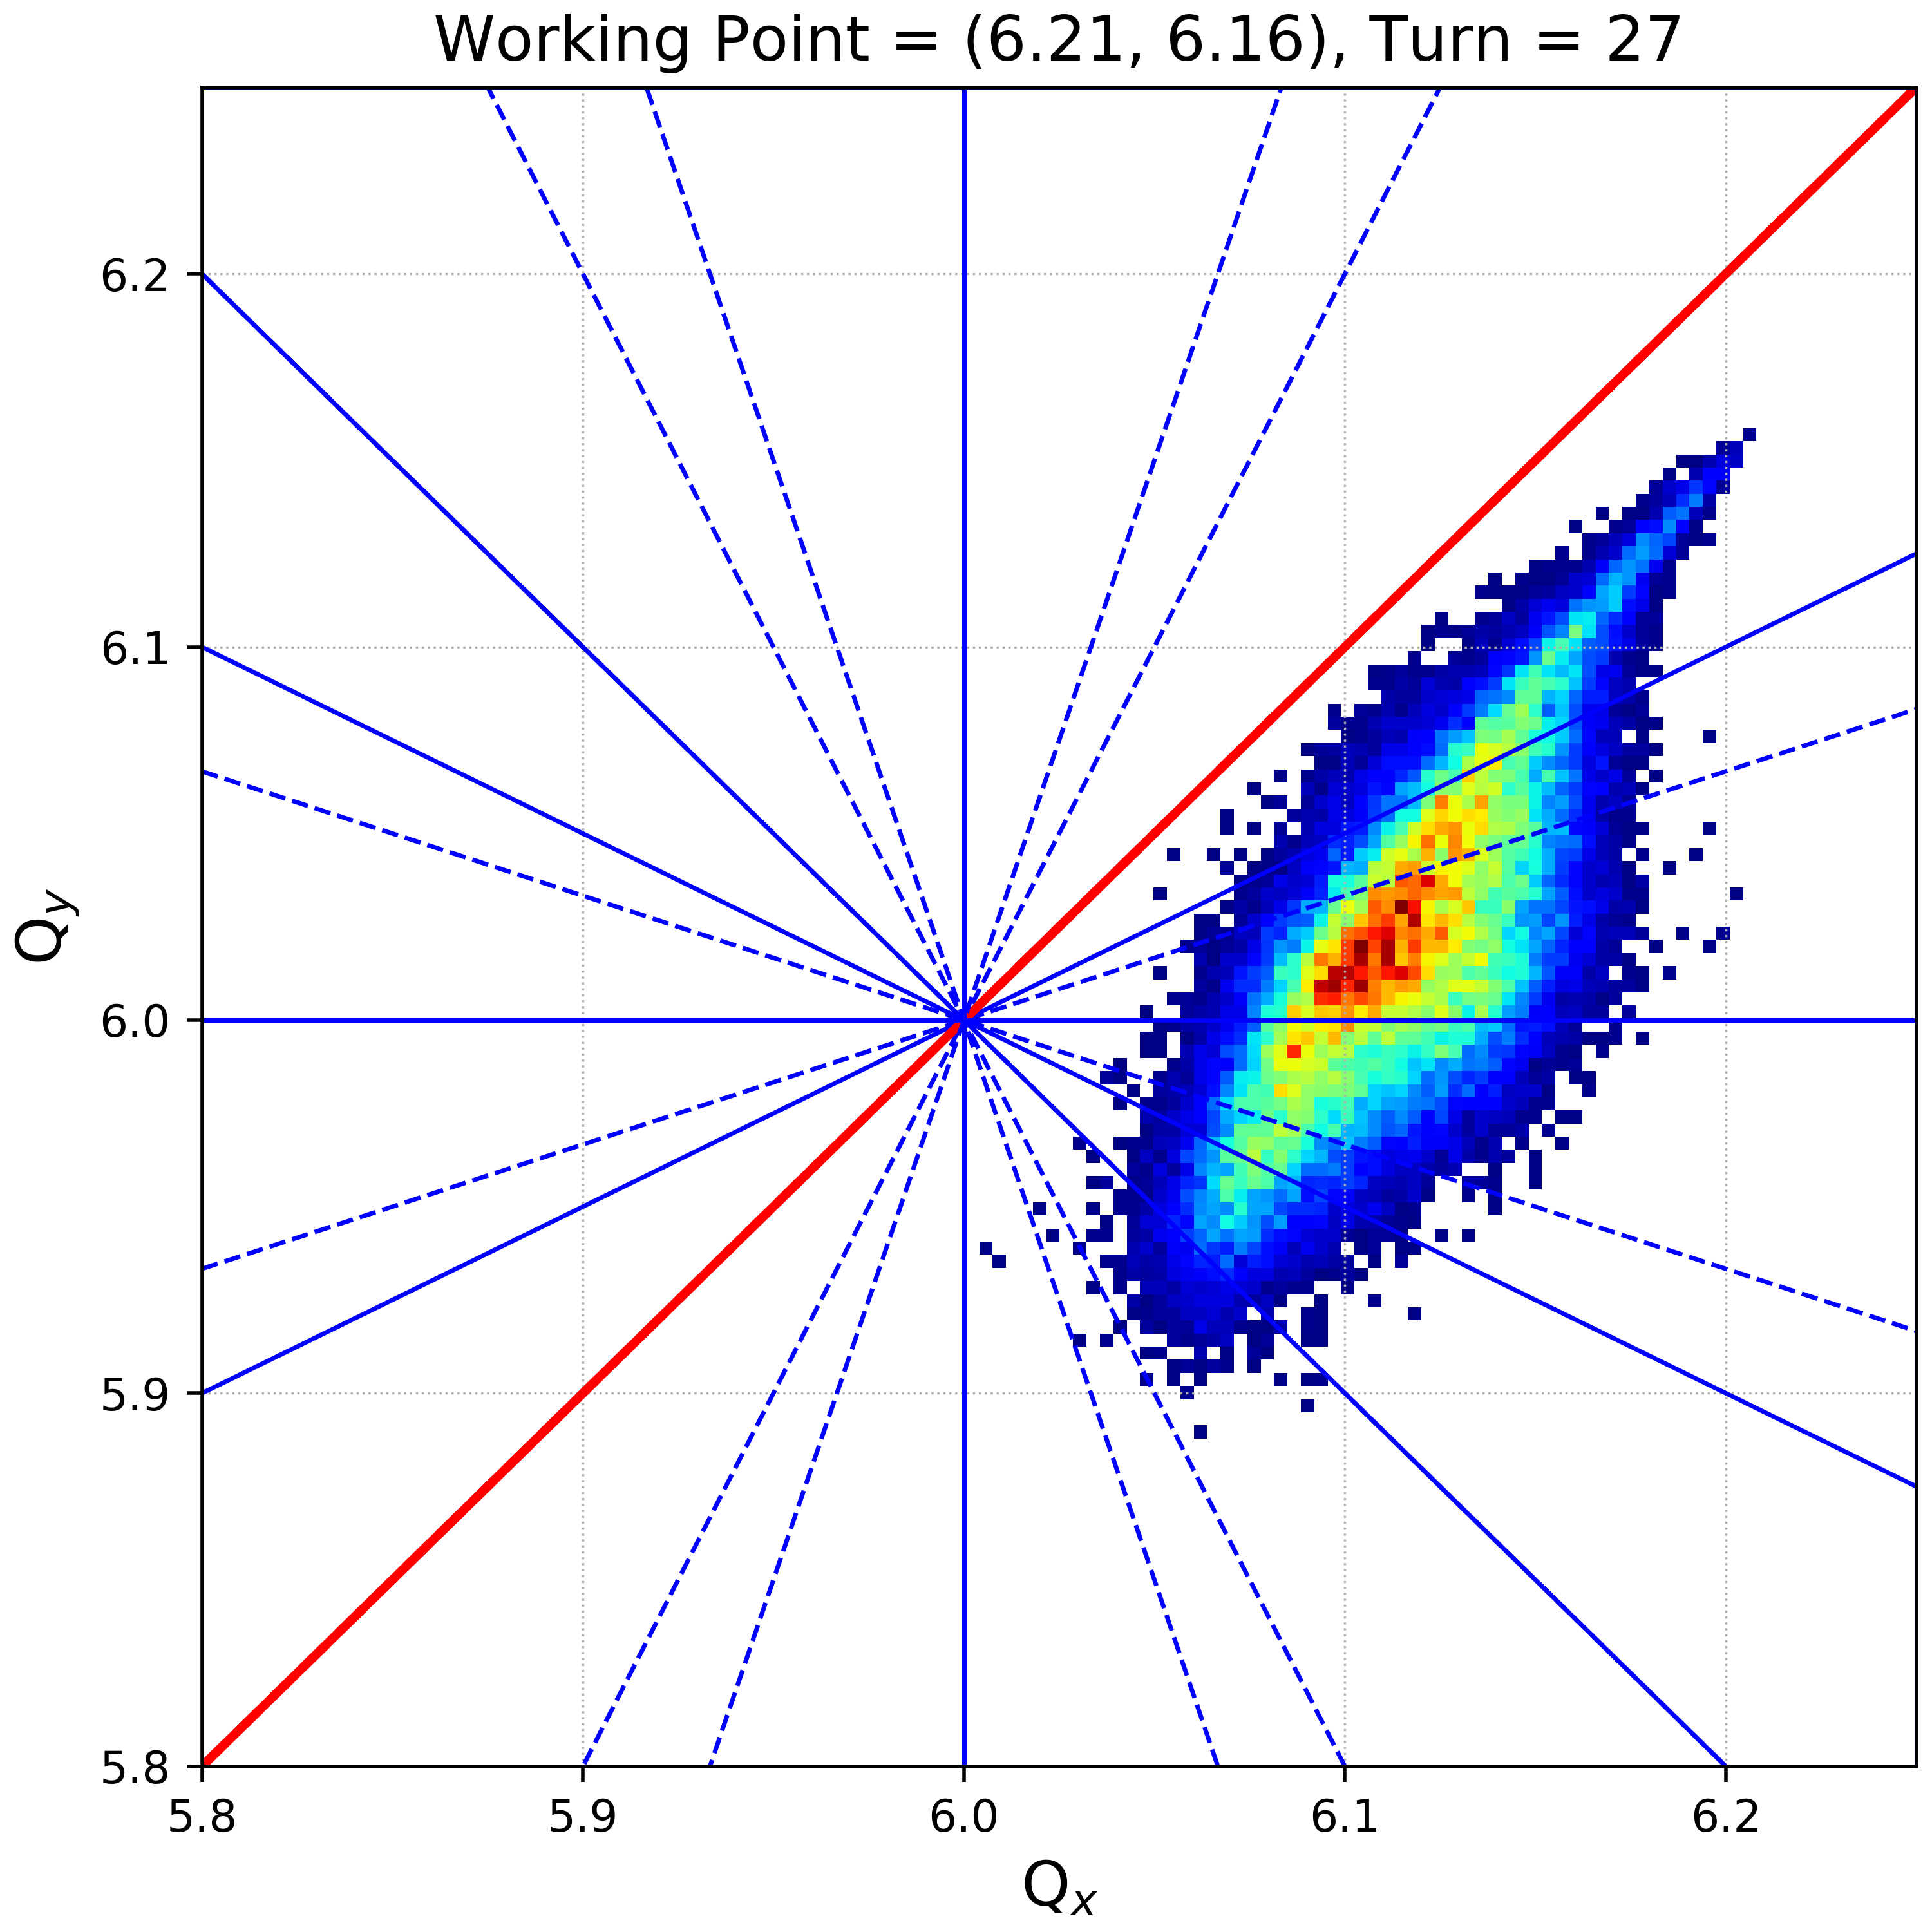 Working Point = (6.21, 6.16), Turn = 27
6.2
6.1
6.0
5.9
5.8
Qy
5.8 5.9 6.0 6.1 6.2
Qx